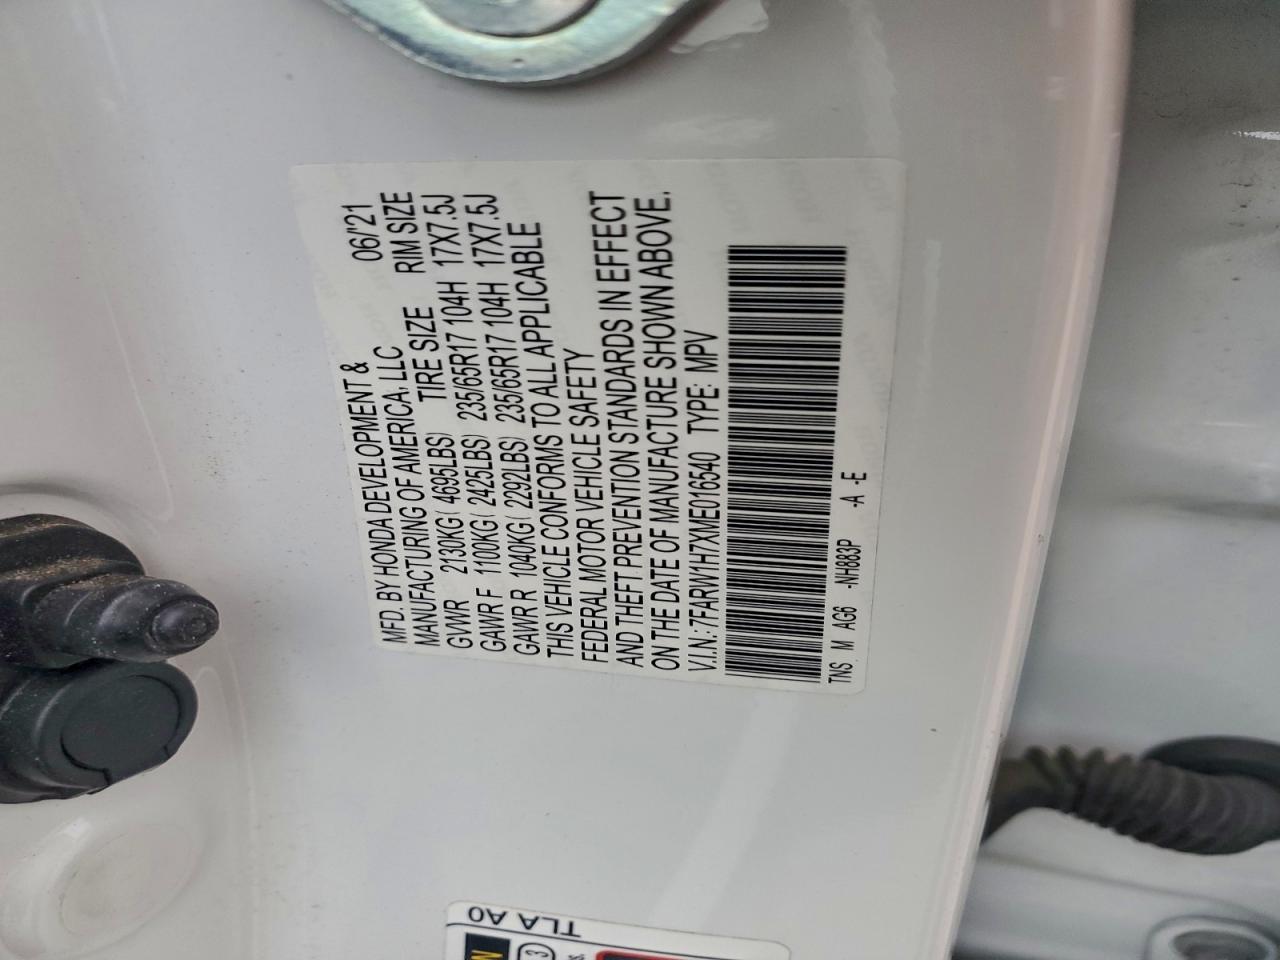 MFD. BY HONDA DEVELOPMENT & 06/'21
MANUFACTURING OF AMERICA, LLC
GVWR 2130KG( 4695LBS) TIRE SIZE RIM SIZE
GAWR F 1100KG( 2425LBS) 235/65R17 104H 17X7.5J
GAWR R 1040KG( 2292LBS) 235/65R17 104H 17X7.5J
THIS VEHICLE CONFORMS TO ALL APPLICABLE
FEDERAL MOTOR VEHICLE SAFETY
AND THEFT PREVENTION STANDARDS IN EFFECT
ON THE DATE OF MANUFACTURE SHOWN ABOVE.
V.I.N.: 7FARW1H7XME016540 TYPE: MPV
TNS M AG6 -NH883P -A -E
TLA A0
3